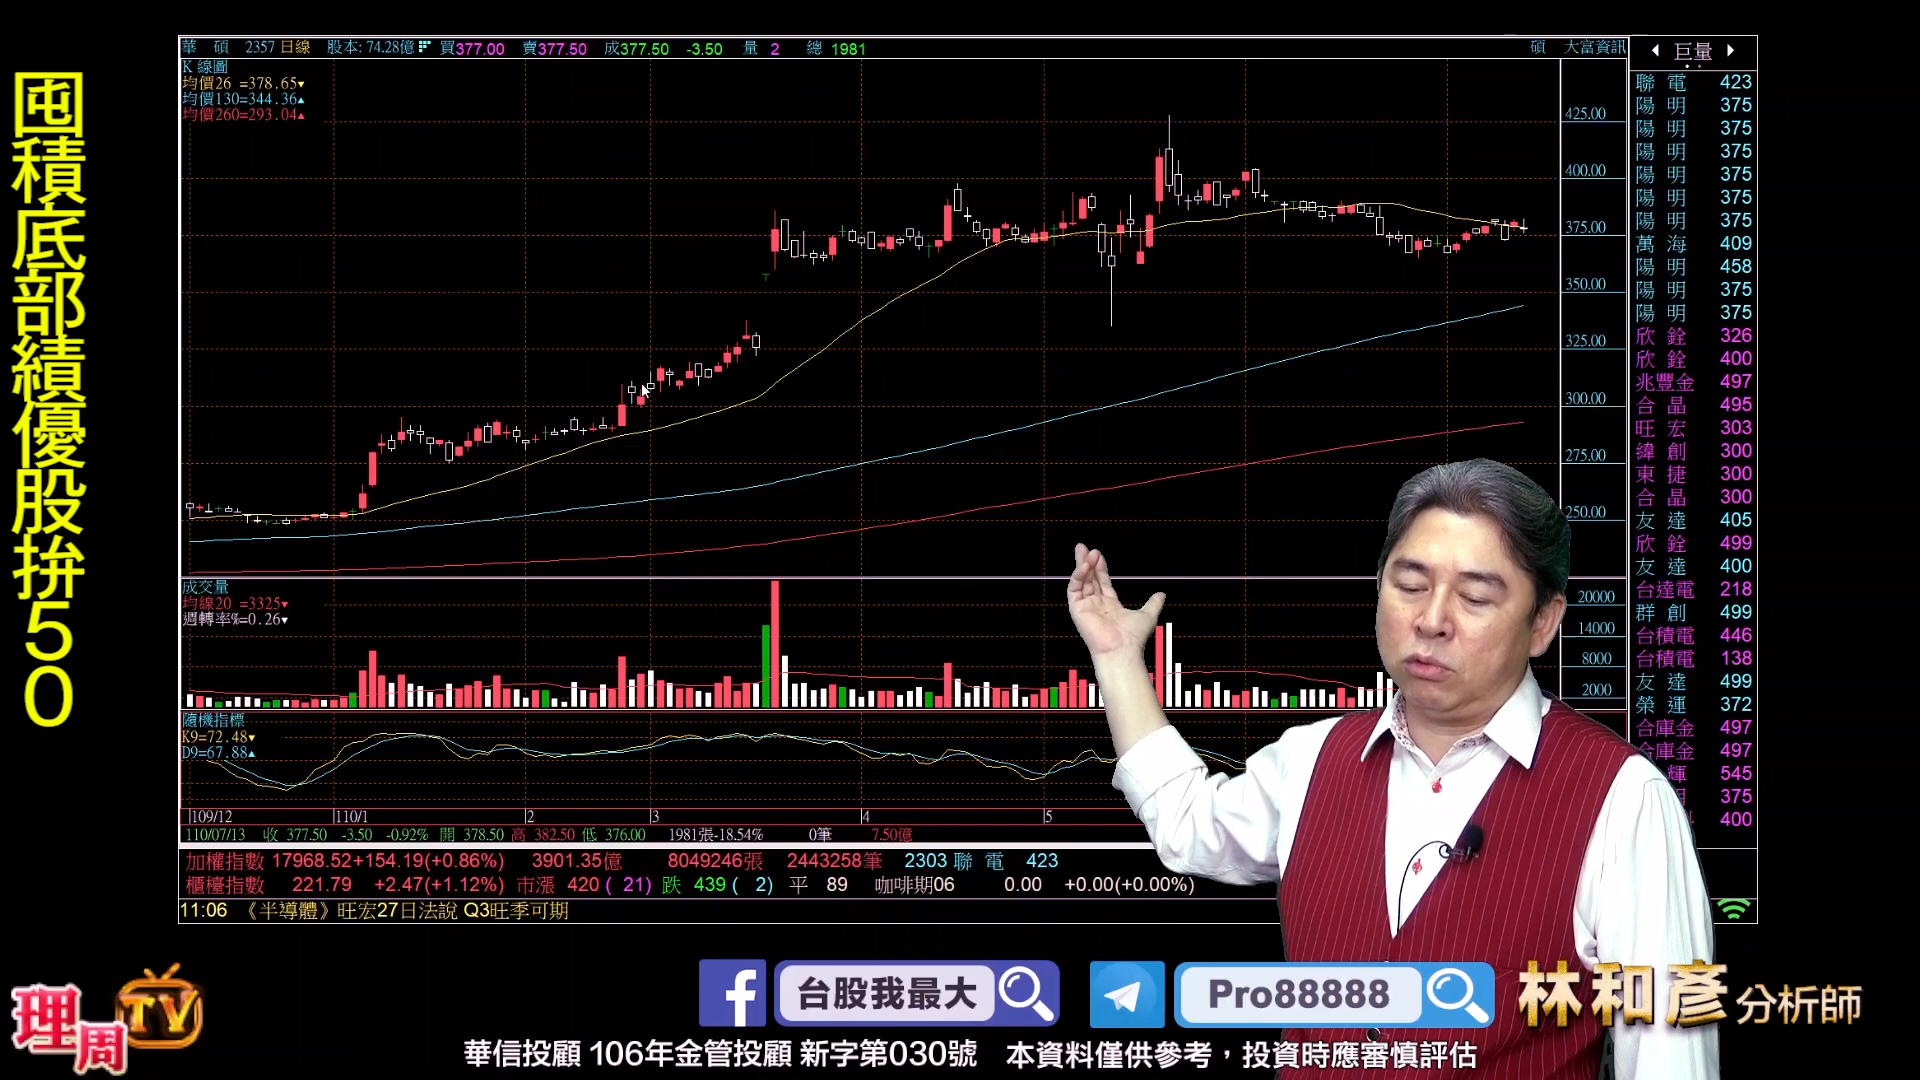 囤積底部績優股拚50
華碩 2357 日線 股本: 74.28億 買377.00 賣377.50 成377.50 -3.50 量 2 總 1981 碩 大富資訊
K 線圖
均價26 =378.65▼
均價130=344.36▲
均價260=293.04▲
425.00
400.00
375.00
350.00
325.00
300.00
275.00
250.00
成交量
均線20 =3325▼
週轉率%=0.26▼
20000
14000
8000
2000
隨機指標
K9=72.48▼
D9=67.88▲
109/12 110/1 2 3 4 5
110/07/13 收 377.50 -3.50 -0.92% 開 378.50 高 382.50 低 376.00 1981張-18.54% 0筆 7.50億
加權指數 17968.52+154.19(+0.86%) 3901.35億 8049246張 2443258筆 2303 聯電 423
櫃檯指數 221.79 +2.47(+1.12%) 市漲 420 ( 21) 跌 439 ( 2) 平 89 咖啡期06 0.00 +0.00(+0.00%)
11:06 《半導體》旺宏27日法說 Q3旺季可期
巨量
聯電 423
陽明 375
陽明 375
陽明 375
陽明 375
陽明 375
陽明 375
萬海 409
陽明 458
陽明 375
陽明 375
欣銓 326
欣銓 400
兆豐金 497
合晶 495
旺宏 303
緯創 300
東捷 300
合晶 300
友達 405
欣銓 499
友達 400
台達電 218
群創 499
台積電 446
台積電 138
友達 499
榮運 372
合庫金 497
合庫金 497
輝 545
明 375
400
理周TV
台股我最大
Pro88888
林和彥 分析師
華信投顧 106年金管投顧 新字第030號 本資料僅供參考，投資時應審慎評估